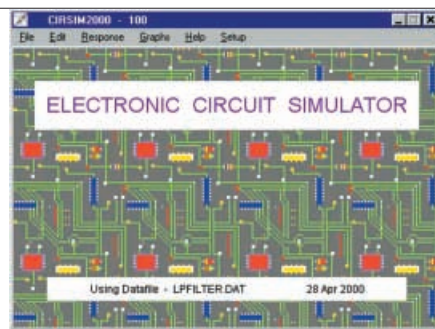 CIRSIM2000 - 100
File Edit Response Graphs Help Setup
ELECTRONIC CIRCUIT SIMULATOR
Using Datafile - LPFILTER.DAT 28 Apr 2000